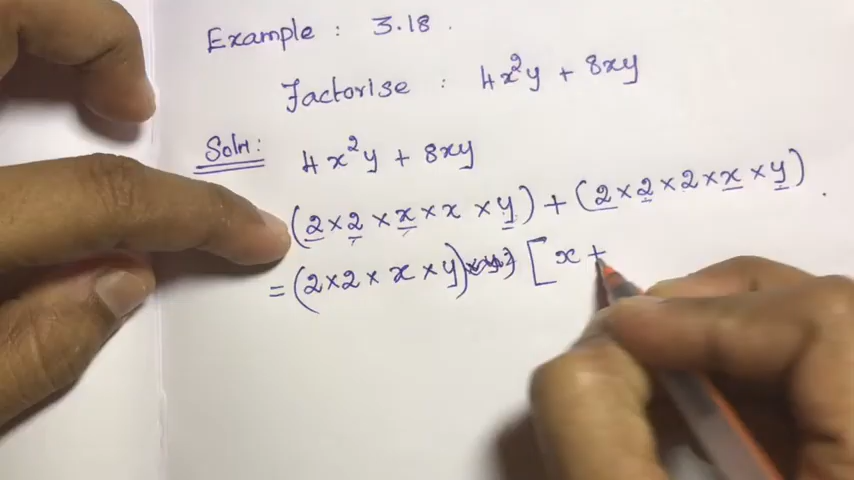 Example : 3.18.
Factorise : 4x²y + 8xy
Soln:
4x²y + 8xy
(2×2×x×x×y) + (2×2×2×x×y)
= (2×2×x×y) [x +